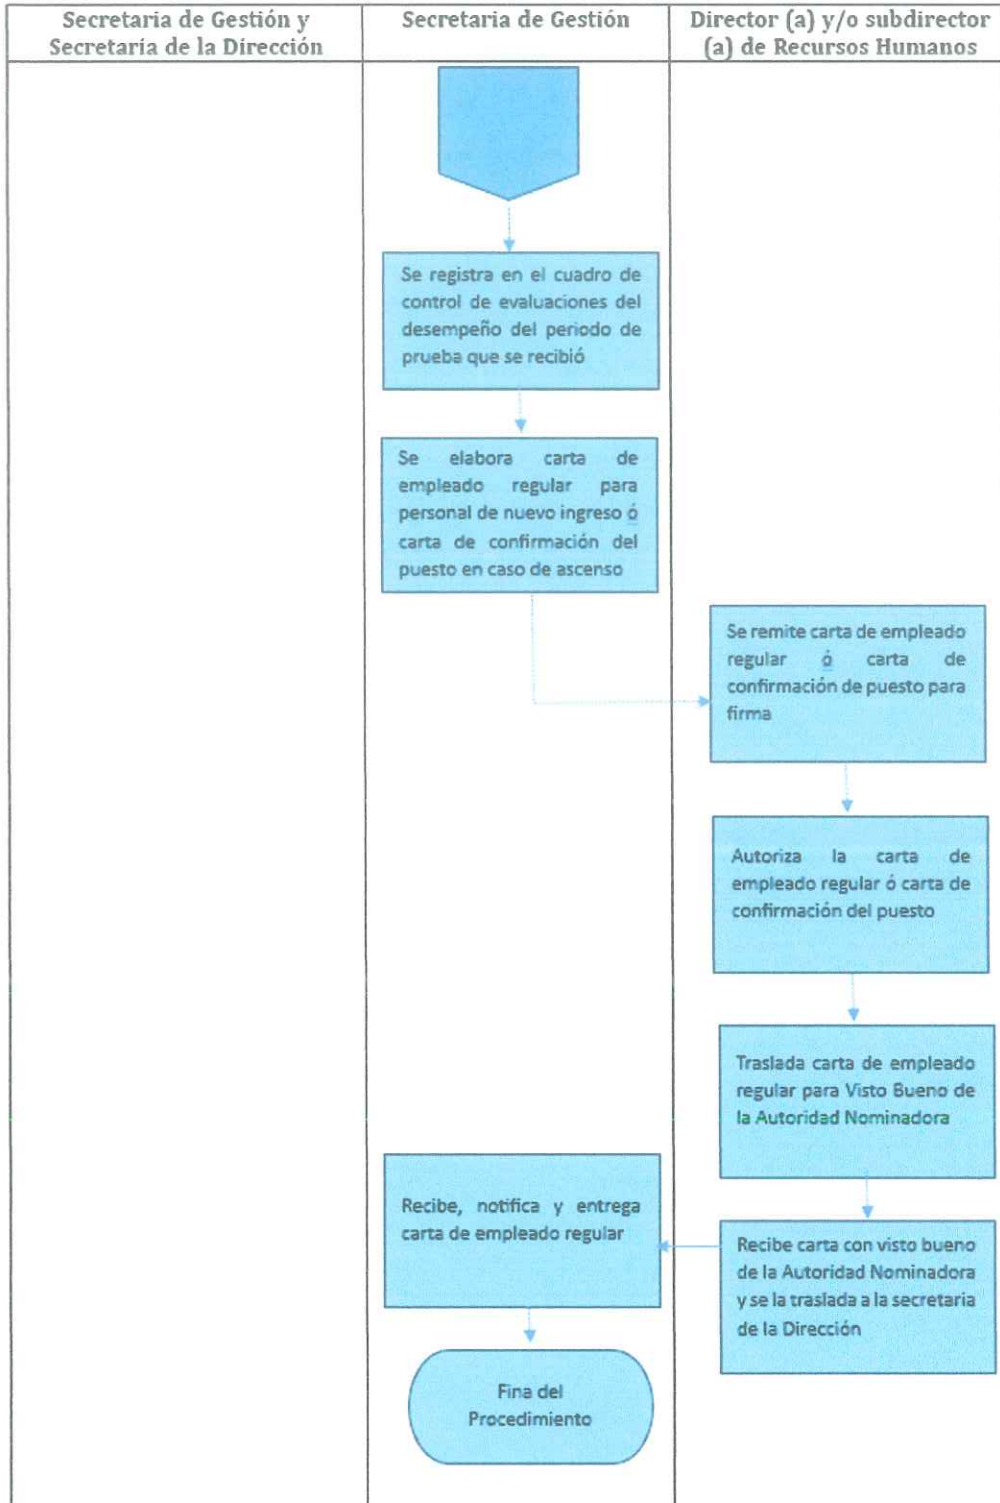 Secretaria de Gestión y
Secretaría de la Dirección
Secretaria de Gestión
Director (a) y/o subdirector
(a) de Recursos Humanos
Se registra en el cuadro de
control de evaluaciones del
desempeño del periodo de
prueba que se recibió
Se elabora carta de
empleado regular para
personal de nuevo ingreso ó
carta de confirmación del
puesto en caso de ascenso
Se remite carta de empleado
regular ó carta de
confirmación de puesto para
firma
Autoriza la carta de
empleado regular ó carta de
confirmación del puesto
Traslada carta de empleado
regular para Visto Bueno de
la Autoridad Nominadora
Recibe carta con visto bueno
de la Autoridad Nominadora
y se la traslada a la secretaria
de la Dirección
Recibe, notifica y entrega
carta de empleado regular
Fina del
Procedimiento